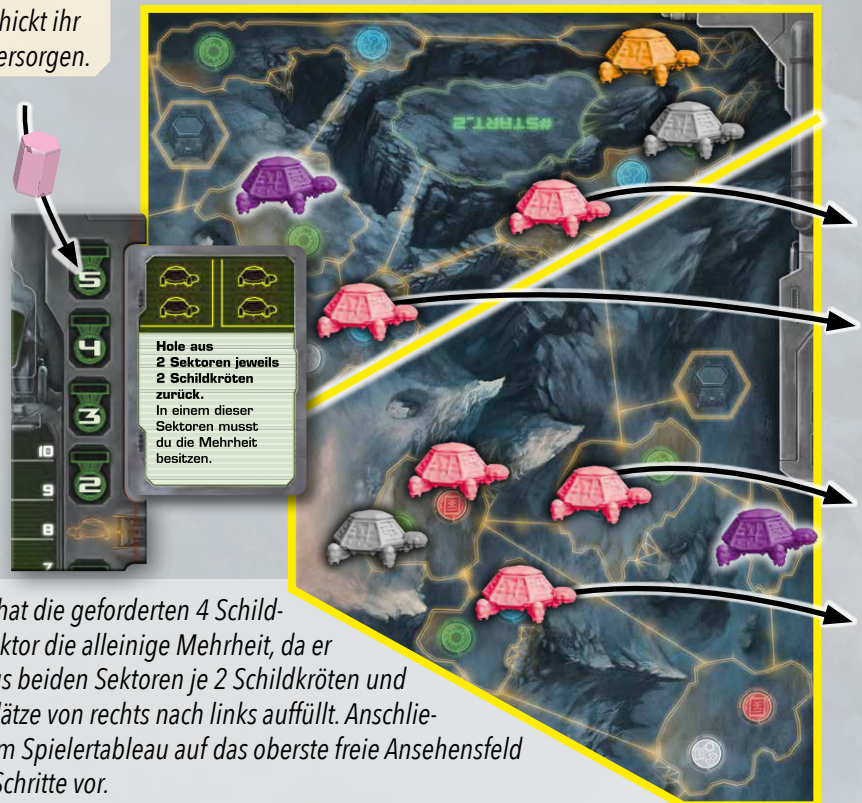 hickt ihr
ersorgen.
#START_2
5
4
3
2
10
9
8
7
Hole aus
2 Sektoren jeweils
2 Schildkröten
zurück.
In einem dieser
Sektoren musst
du die Mehrheit
besitzen.
hat die geforderten 4 Schild-
ktor die alleinige Mehrheit, da er
us beiden Sektoren je 2 Schildkröten und
lätze von rechts nach links auffüllt. Anschlie-
m Spielertableau auf das oberste freie Ansehensfeld
Schritte vor.